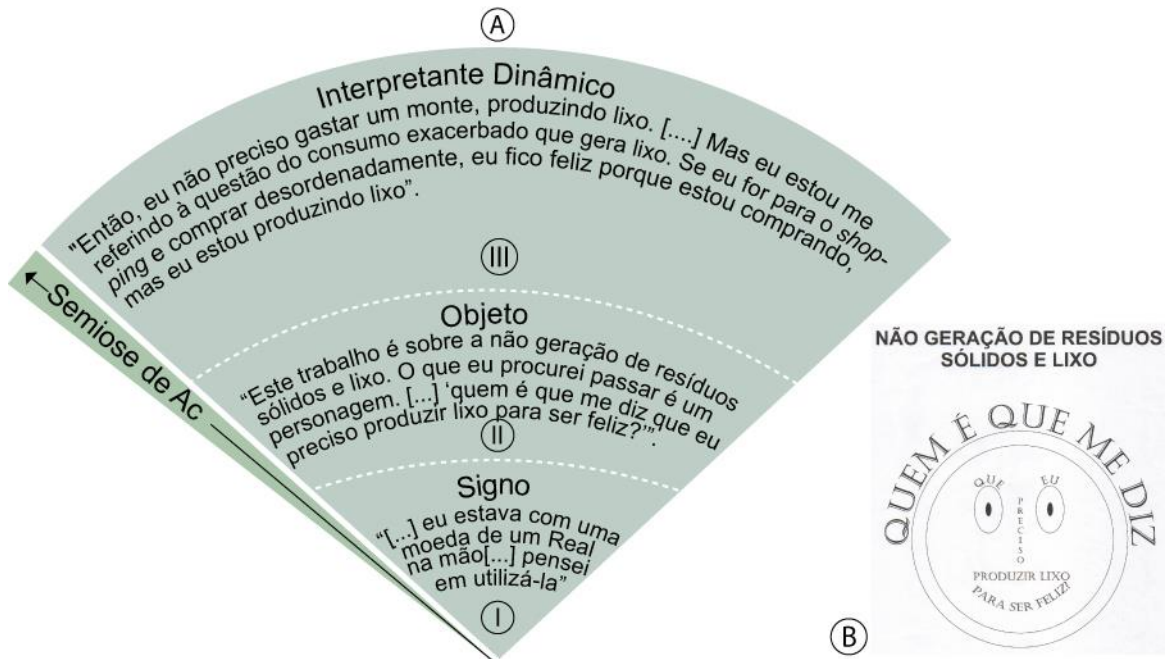 A
Interpretante Dinâmico
"Então, eu não preciso gastar um monte, produzindo lixo. [....] Mas eu estou me
referindo à questão do consumo exacerbado que gera lixo. Se eu for para o shop-
ping e comprar desordenadamente, eu fico feliz porque estou comprando,
mas eu estou produzindo lixo".
III
Semiose de Ac
Objeto
"Este trabalho é sobre a não geração de resíduos
sólidos e lixo. O que eu procurei passar é um
personagem. [...] 'quem é que me diz que eu
preciso produzir lixo para ser feliz?'".
II
Signo
"[...] eu estava com uma
moeda de um Real
na mão[...] pensei
em utilizá-la"
I
NÃO GERAÇÃO DE RESÍDUOS
SÓLIDOS E LIXO
QUEM É QUE ME DIZ
QUE EU
PRECISO
PRODUZIR LIXO
PARA SER FELIZ?
B